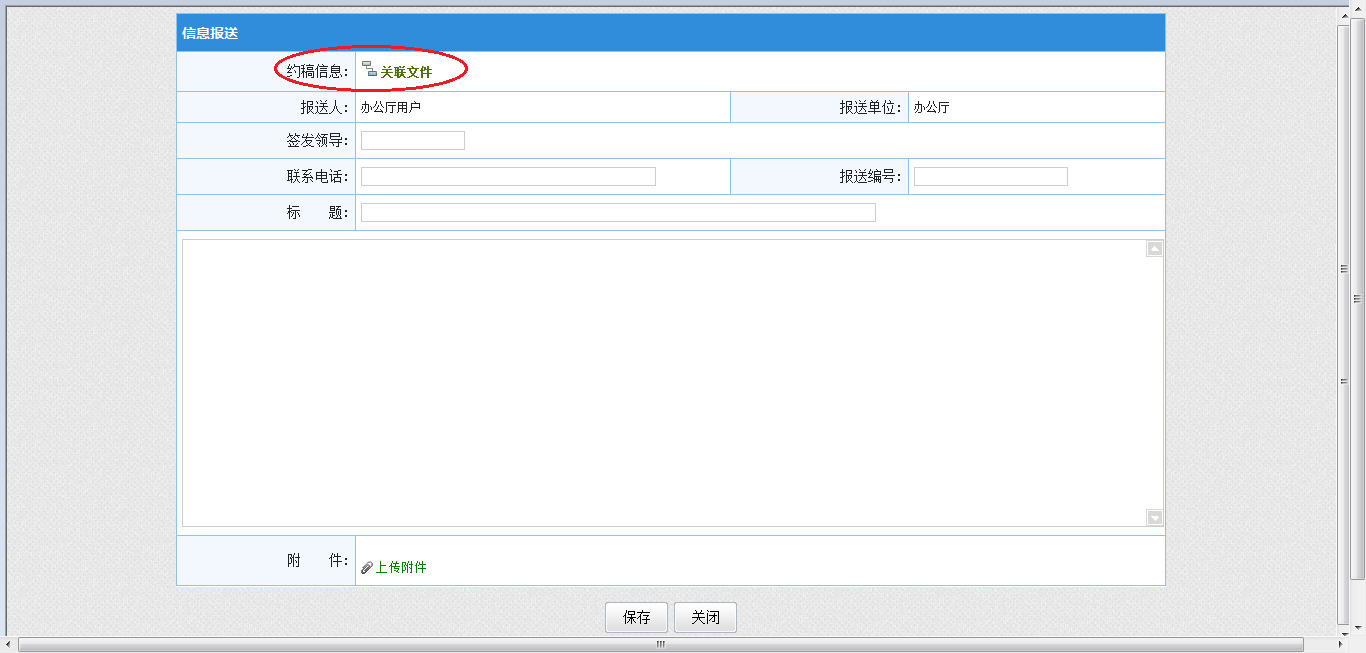 信息报送
约稿信息: 关联文件
报送人: 办公厅用户 报送单位: 办公厅
签发领导:
联系电话: 报送编号:
标　　题:
附　　件: 上传附件
保存 关闭